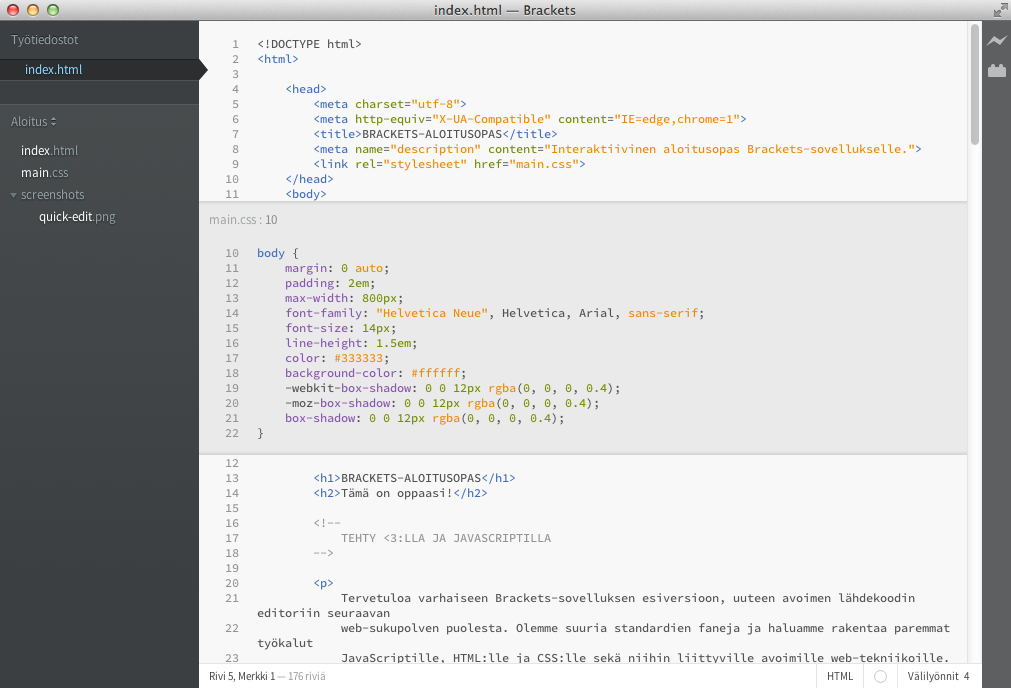 index.html — Brackets
Työtiedostot
index.html
Aloitus
index.html
main.css
screenshots
quick-edit.png
1 <!DOCTYPE html>
2 <html>
3
4 <head>
5 <meta charset="utf-8">
6 <meta http-equiv="X-UA-Compatible" content="IE=edge,chrome=1">
7 <title>BRACKETS-ALOITUSOPAS</title>
8 <meta name="description" content="Interaktiivinen aloitusopas Brackets-sovellukselle.">
9 <link rel="stylesheet" href="main.css">
10 </head>
11 <body>
main.css : 10
10 body {
11 margin: 0 auto;
12 padding: 2em;
13 max-width: 800px;
14 font-family: "Helvetica Neue", Helvetica, Arial, sans-serif;
15 font-size: 14px;
16 line-height: 1.5em;
17 color: #333333;
18 background-color: #ffffff;
19 -webkit-box-shadow: 0 0 12px rgba(0, 0, 0, 0.4);
20 -moz-box-shadow: 0 0 12px rgba(0, 0, 0, 0.4);
21 box-shadow: 0 0 12px rgba(0, 0, 0, 0.4);
22 }
12
13 <h1>BRACKETS-ALOITUSOPAS</h1>
14 <h2>Tämä on oppaasi!</h2>
15
16 <!--
17 TEHTY <3:LLA JA JAVASCRIPTILLA
18 -->
19
20 <p>
21 Tervetuloa varhaiseen Brackets-sovelluksen esiversioon, uuteen avoimen lähdekoodin
editoriin seuraavan
22 web-sukupolven puolesta. Olemme suuria standardien faneja ja haluamme rakentaa paremmat
työkalut
23 JavaScriptille, HTML:lle ja CSS:lle sekä niihin liittyville avoimille web-tekniikoille.
Rivi 5, Merkki 1 — 176 riviä
HTML
Välilyönnit 4